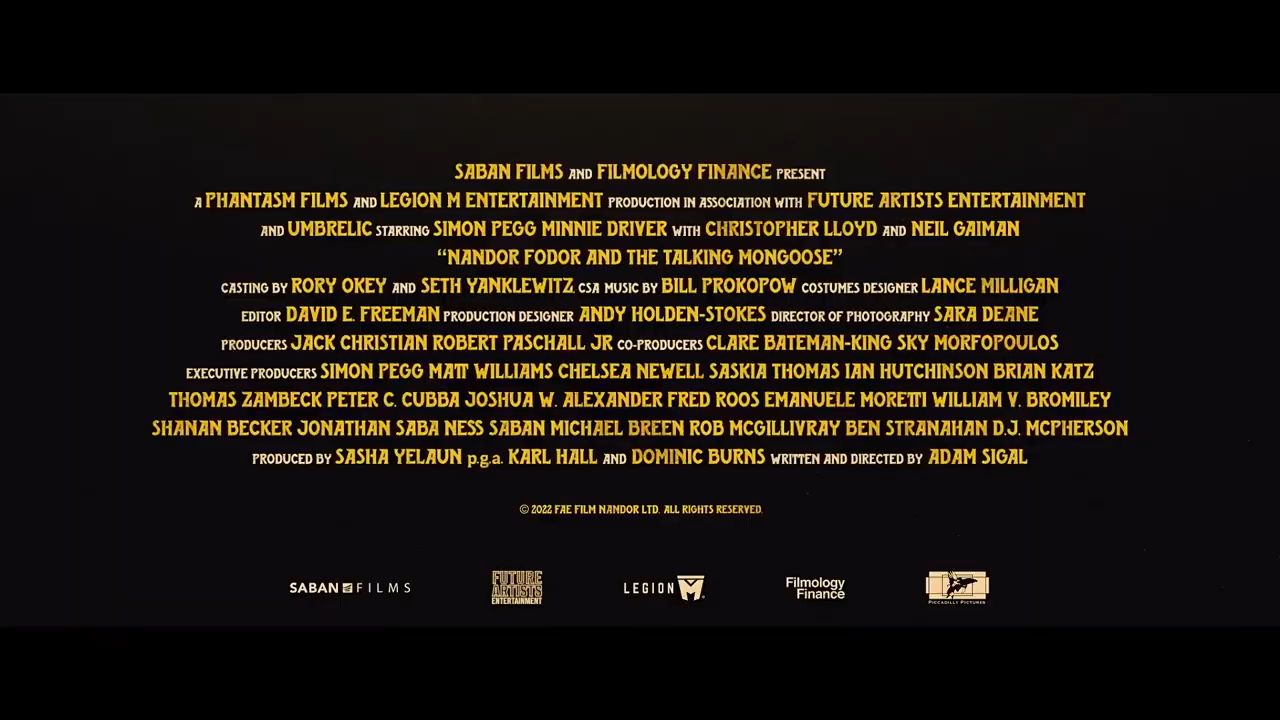 SABAN FILMS AND FILMOLOGY FINANCE PRESENT
A PHANTASM FILMS AND LEGION M ENTERTAINMENT PRODUCTION IN ASSOCIATION WITH FUTURE ARTISTS ENTERTAINMENT
AND UMBRELIC STARRING SIMON PEGG MINNIE DRIVER WITH CHRISTOPHER LLOYD AND NEIL GAIMAN
“NANDOR FODOR AND THE TALKING MONGOOSE”
CASTING BY RORY OKEY AND SETH YANKLEWITZ, CSA MUSIC BY BILL PROKOPOW COSTUMES DESIGNER LANCE MILLIGAN
EDITOR DAVID E. FREEMAN PRODUCTION DESIGNER ANDY HOLDEN-STOKES DIRECTOR OF PHOTOGRAPHY SARA DEANE
PRODUCERS JACK CHRISTIAN ROBERT PASCHALL JR CO-PRODUCERS CLARE BATEMAN-KING SKY MORFOPOULOS
EXECUTIVE PRODUCERS SIMON PEGG MATT WILLIAMS CHELSEA NEWELL SASKIA THOMAS IAN HUTCHINSON BRIAN KATZ
THOMAS ZAMBECK PETER C. CUBBA JOSHUA W. ALEXANDER FRED ROOS EMANUELE MORETTI WILLIAM V. BROMILEY
SHANAN BECKER JONATHAN SABA NESS SABAN MICHAEL BREEN ROB MCGILLIVRAY BEN STRANAHAN D.J. MCPHERSON
PRODUCED BY SASHA YELAUN p.g.a. KARL HALL AND DOMINIC BURNS WRITTEN AND DIRECTED BY ADAM SIGAL
© 2022 FAE FILM NANDOR LTD. ALL RIGHTS RESERVED.
SABAN FILMS
FUTURE
ARTISTS
ENTERTAINMENT
LEGION M
Filmology
Finance
PICCADILLY PICTURES